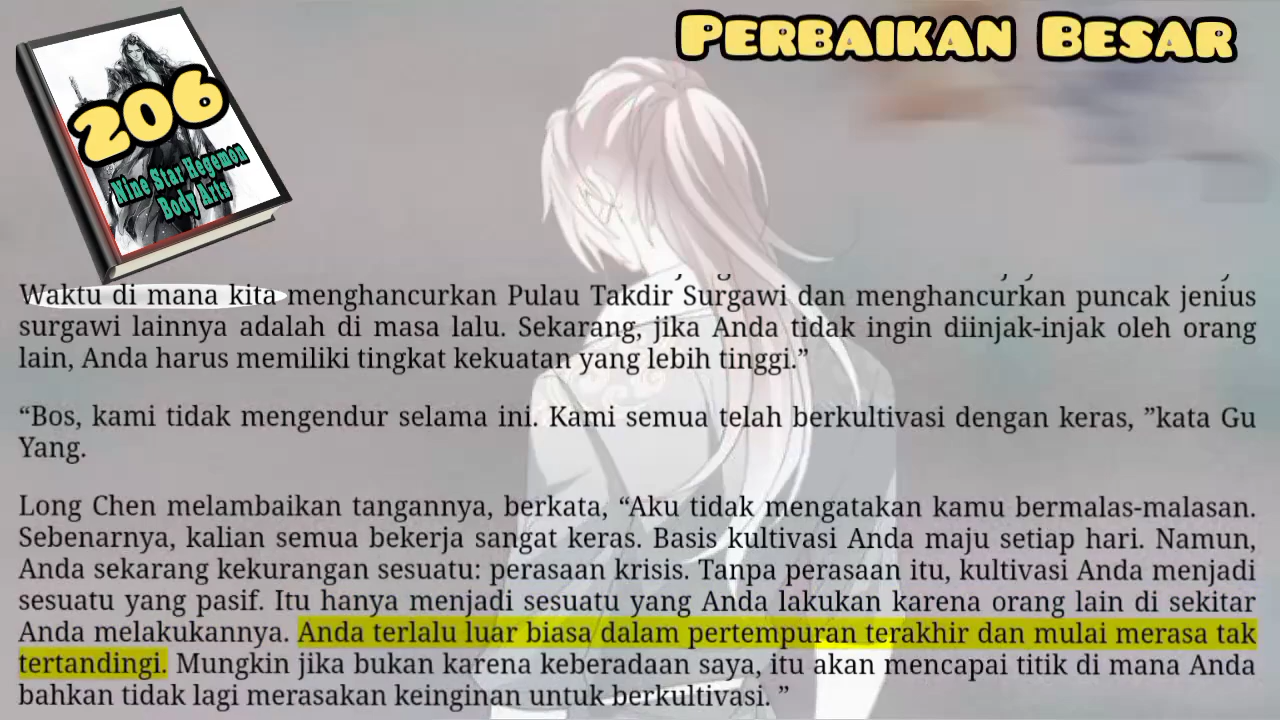 206
Nine Star Hegemon
Body Arts
PERBAIKAN BESAR
Waktu di mana kita menghancurkan Pulau Takdir Surgawi dan menghancurkan puncak jenius
surgawi lainnya adalah di masa lalu. Sekarang, jika Anda tidak ingin diinjak-injak oleh orang
lain, Anda harus memiliki tingkat kekuatan yang lebih tinggi.”
“Bos, kami tidak mengendur selama ini. Kami semua telah berkultivasi dengan keras, ”kata Gu
Yang.
Long Chen melambaikan tangannya, berkata, “Aku tidak mengatakan kamu bermalas-malasan.
Sebenarnya, kalian semua bekerja sangat keras. Basis kultivasi Anda maju setiap hari. Namun,
Anda sekarang kekurangan sesuatu: perasaan krisis. Tanpa perasaan itu, kultivasi Anda menjadi
sesuatu yang pasif. Itu hanya menjadi sesuatu yang Anda lakukan karena orang lain di sekitar
Anda melakukannya. Anda terlalu luar biasa dalam pertempuran terakhir dan mulai merasa tak
tertandingi. Mungkin jika bukan karena keberadaan saya, itu akan mencapai titik di mana Anda
bahkan tidak lagi merasakan keinginan untuk berkultivasi. ”